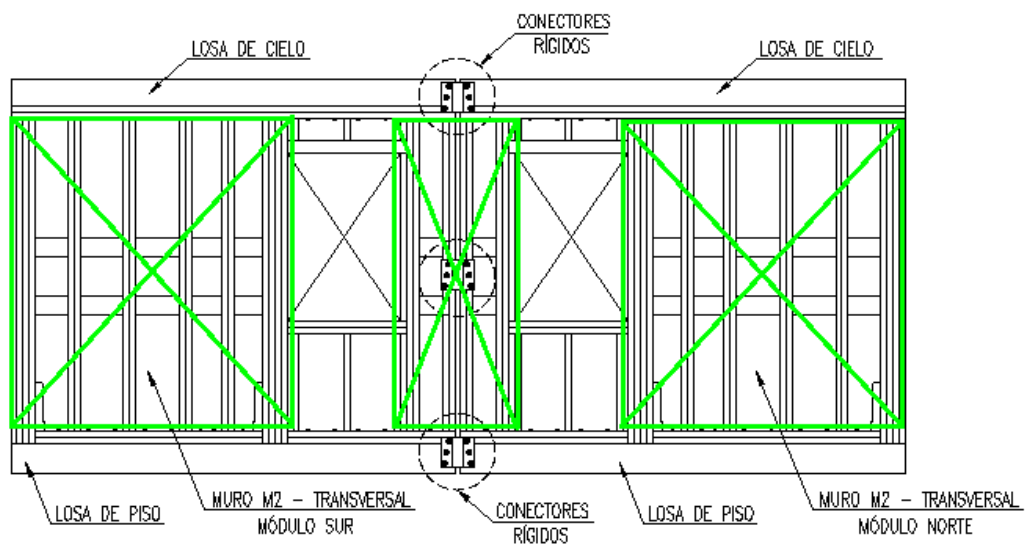 CONECTORES
RÍGIDOS
LOSA DE CIELO
LOSA DE CIELO
LOSA DE PISO
MURO M2 - TRANSVERSAL
MÓDULO SUR
CONECTORES
RÍGIDOS
LOSA DE PISO
MURO M2 - TRANSVERSAL
MÓDULO NORTE